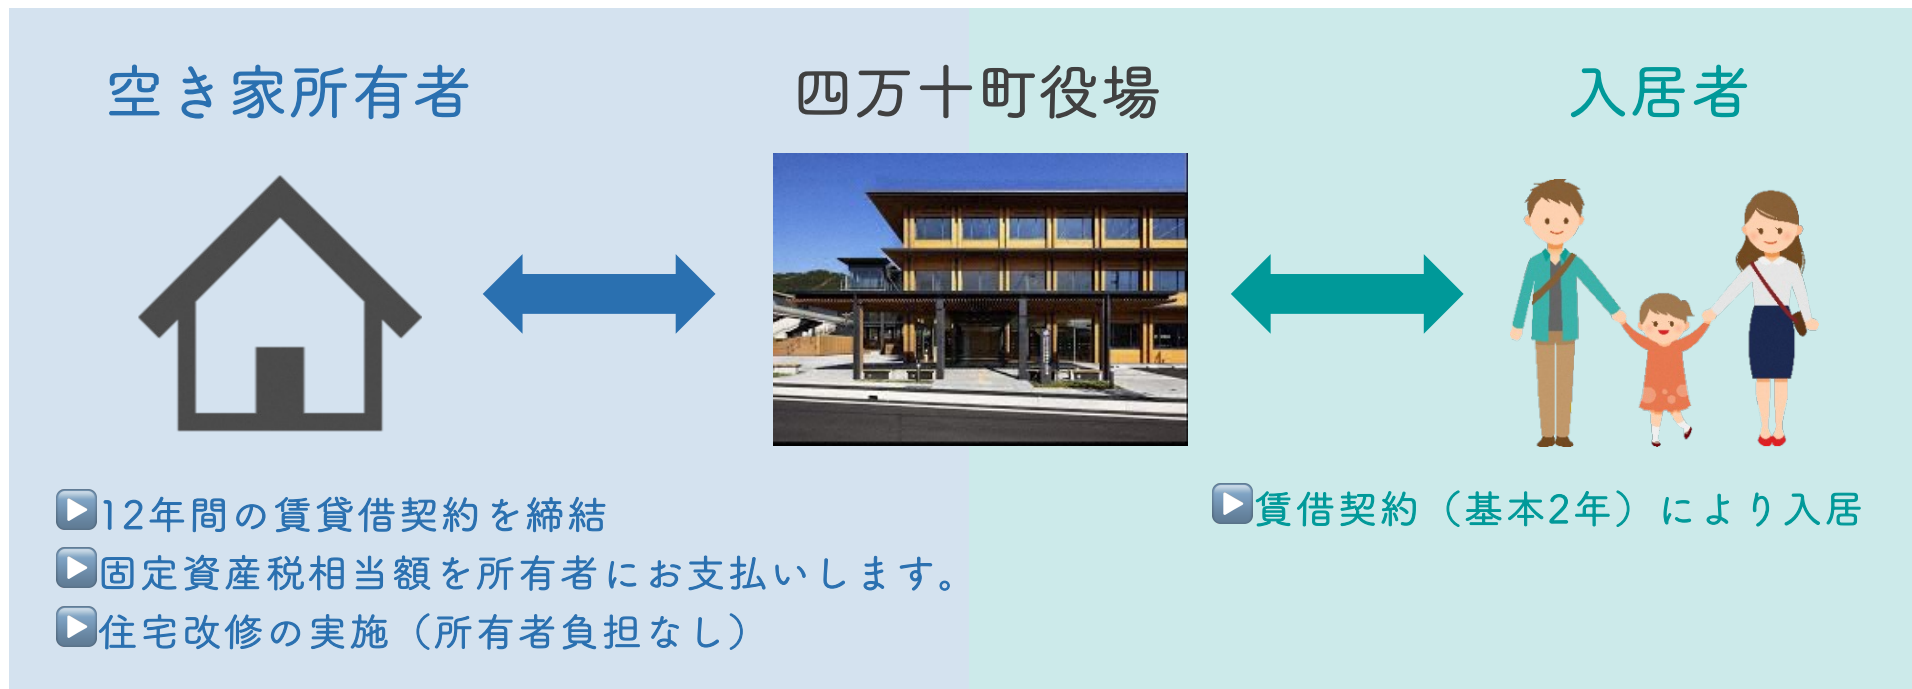 空き家所有者
四万十町役場
入居者
▶12年間の賃貸借契約を締結
▶固定資産税相当額を所有者にお支払いします。
▶住宅改修の実施（所有者負担なし）
▶賃借契約（基本2年）により入居